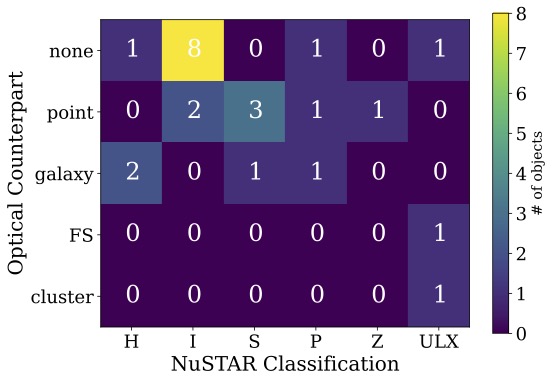 Optical Counterpart
none 1 8 0 1 0 1
point 0 2 3 1 1 0
galaxy 2 0 1 1 0 0
FS 0 0 0 0 0 1
cluster 0 0 0 0 0 1
H I S P Z ULX
NuSTAR Classification
8
7
6
5
4
3
2
1
0
# of objects